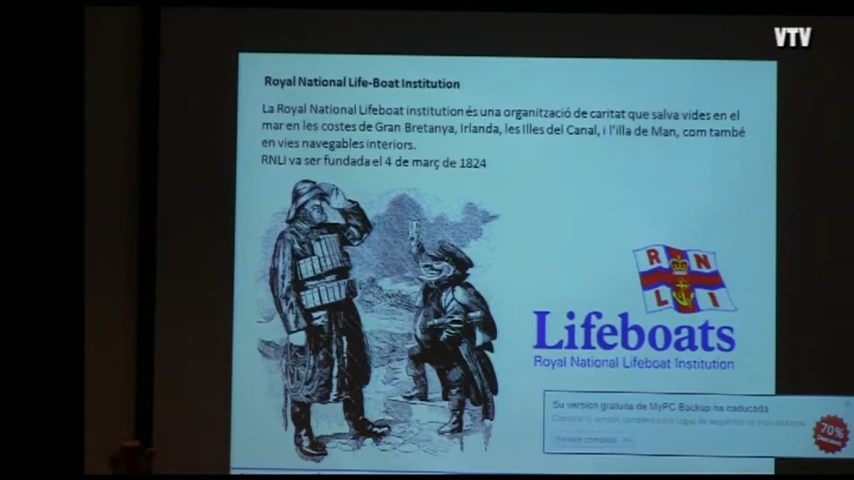 VTV
Royal National Life-Boat Institution
La Royal National Lifeboat institution és una organització de caritat que salva vides en el
mar en les costes de Gran Bretanya, Irlanda, les Illes del Canal, i l'illa de Man, com també
en vies navegables interiors.
RNLI va ser fundada el 4 de març de 1824
R N
L I
Lifeboats
Royal National Lifeboat Institution
Su versión gratuita de MyPC Backup ha caducado
70%